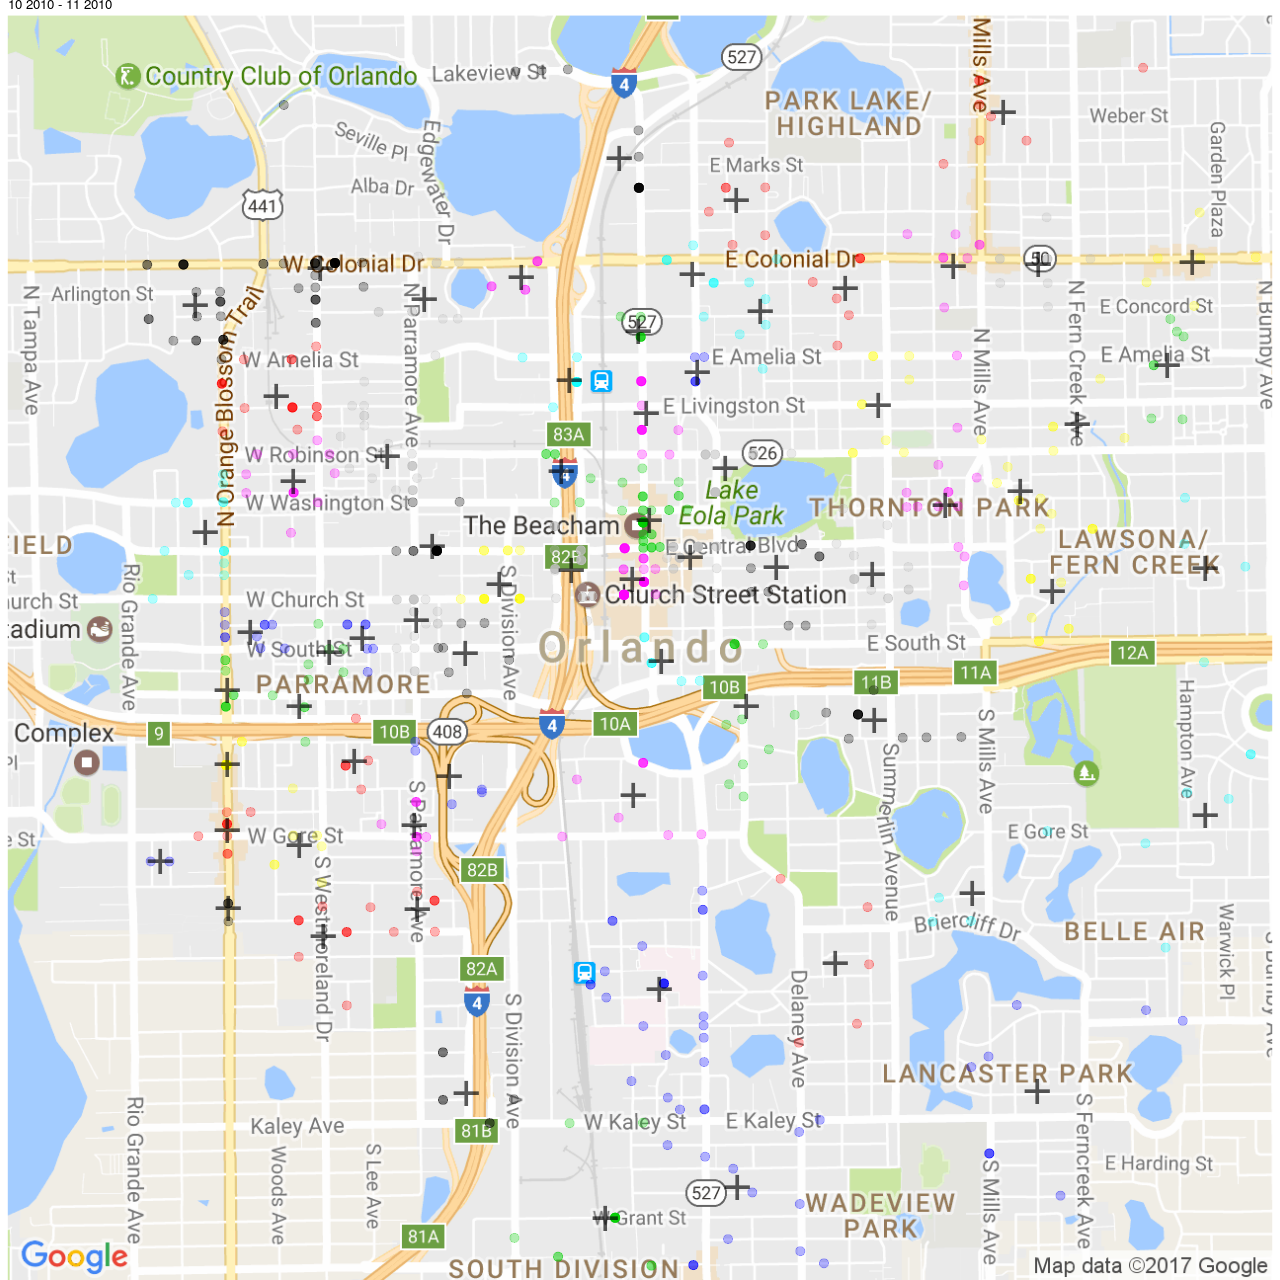 10 2010 - 11 2010
Country Club of Orlando
Lakeview St
4
527
Mills Ave
PARK LAKE/
HIGHLAND
Weber St
Garden Plaza
Seville Pl
Edgewater Dr
E Marks St
Alba Dr
441
W Colonial Dr
E Colonial Dr
50
Arlington St
N Tampa Ave
N Orange Blossom Trail
N Parramore Ave
527
N Fern Creek Ave
E Concord St
N Bumby Ave
W Amelia St
E Amelia St
N Mills Ave
E Amelia St
E Livingston St
83A
W Robinson St
526
4
W Washington St
Lake
Eola Park
THORNTON PARK
The Beacham
FIELD
E Central Blvd
LAWSONA/
FERN CREEK
82B
Rio Grande Ave
W Church St
S Division Ave
Church Street Station
W South St
Orlando
E South St
12A
11A
11B
PARRAMORE
10B
Hampton Ave
Complex
9
10B
408
4
10A
S Mills Ave
Summerlin Avenue
S Parramore Ave
W Gore St
E Gore St
82B
S Westmoreland Dr
Briercliff Dr
BELLE AIR
Warwick Pl
82A
Delaney Ave
4
S Division Ave
LANCASTER PARK
Rio Grande Ave
Kaley Ave
81B
W Kaley St
E Kaley St
S Ferncreek Ave
Woods Ave
S Lee Ave
E Harding St
S Mills Ave
527
WADEVIEW
PARK
W Grant St
81A
Google
SOUTH DIVISION
Map data ©2017 Google